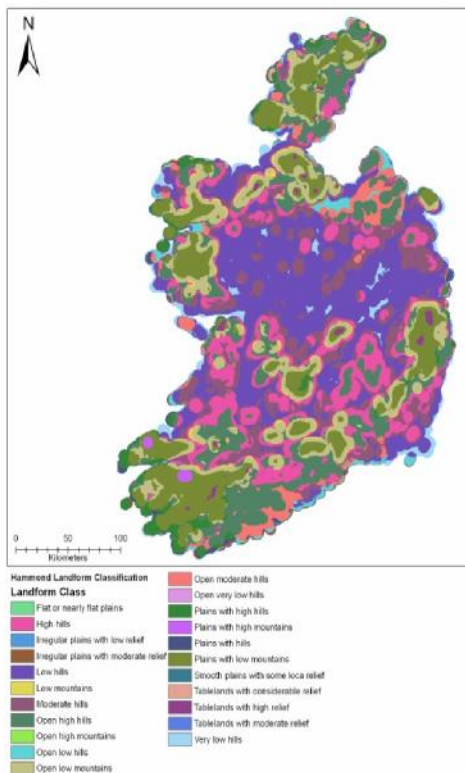 N
0 50 100
Kilometers
Hammond Landform Classification
Landform Class
Flat or nearly flat plains
High hills
Irregular plains with low relief
Irregular plains with moderate relief
Low hills
Low mountains
Moderate hills
Open high hills
Open high mountains
Open low hills
Open low mountains
Open moderate hills
Open very low hills
Plains with high hills
Plains with high mountains
Plains with hills
Plains with low mountains
Smooth plains with some loca relief
Tablelands with considerable relief
Tablelands with high relief
Tablelands with moderate relief
Very low hills